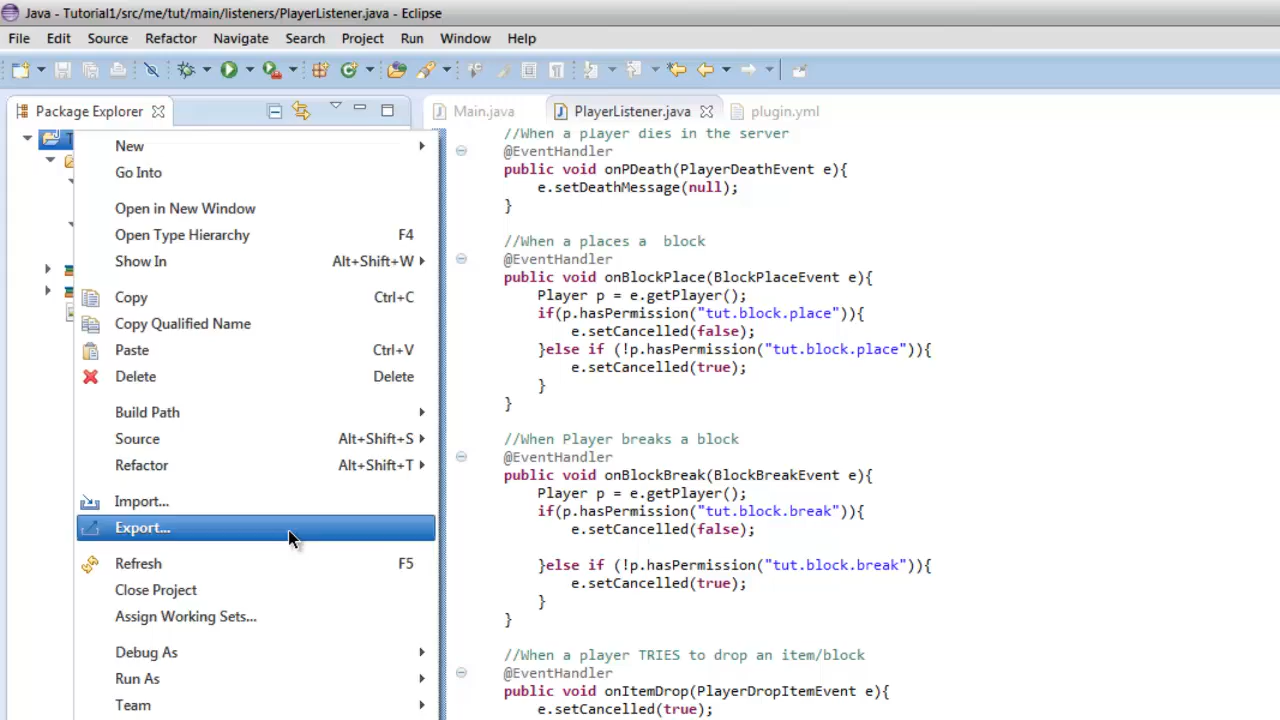 Java - Tutorial1/src/me/tut/main/listeners/PlayerListener.java - Eclipse
File Edit Source Refactor Navigate Search Project Run Window Help
Package Explorer
Main.java PlayerListener.java plugin.yml
New
Go Into
Open in New Window
Open Type Hierarchy F4
Show In Alt+Shift+W
Copy Ctrl+C
Copy Qualified Name
Paste Ctrl+V
Delete Delete
Build Path
Source Alt+Shift+S
Refactor Alt+Shift+T
Import...
Export...
Refresh F5
Close Project
Assign Working Sets...
Debug As
Run As
Team
//When a player dies in the server
@EventHandler
public void onPDeath(PlayerDeathEvent e){
e.setDeathMessage(null);
}
//When a places a  block
@EventHandler
public void onBlockPlace(BlockPlaceEvent e){
Player p = e.getPlayer();
if(p.hasPermission("tut.block.place")){
e.setCancelled(false);
}else if (!p.hasPermission("tut.block.place")){
e.setCancelled(true);
}
}
//When Player breaks a block
@EventHandler
public void onBlockBreak(BlockBreakEvent e){
Player p = e.getPlayer();
if(p.hasPermission("tut.block.break")){
e.setCancelled(false);
}else if (!p.hasPermission("tut.block.break")){
e.setCancelled(true);
}
}
//When a player TRIES to drop an item/block
@EventHandler
public void onItemDrop(PlayerDropItemEvent e){
e.setCancelled(true);